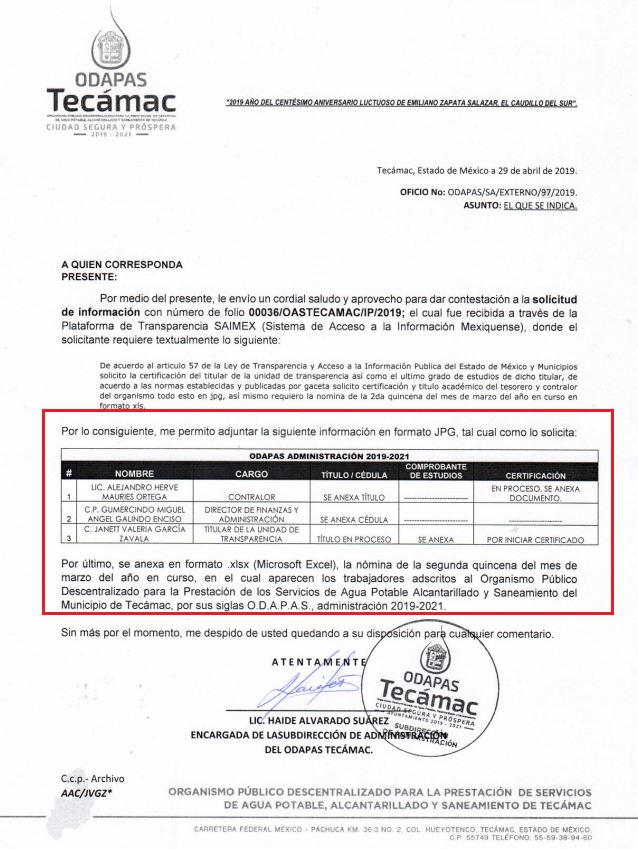 ODAPAS
Tecámac
ORGANISMO PÚBLICO DESCENTRALIZADO PARA LA PRESTACIÓN DE SERVICIOS
DE AGUA POTABLE, ALCANTARILLADO Y SANEAMIENTO DE TECÁMAC
CIUDAD SEGURA Y PRÓSPERA
2019 - 2021
"2019 AÑO DEL CENTÉSIMO ANIVERSARIO LUCTUOSO DE EMILIANO ZAPATA SALAZAR, EL CAUDILLO DEL SUR".
Tecámac, Estado de México a 29 de abril de 2019.
OFICIO No: ODAPAS/SA/EXTERNO/97/2019.
ASUNTO: EL QUE SE INDICA.
A QUIEN CORRESPONDA
PRESENTE:
Por medio del presente, le envío un cordial saludo y aprovecho para dar contestación a la solicitud
de información con número de folio 00036/OASTECAMAC/IP/2019; el cual fue recibida a través de la
Plataforma de Transparencia SAIMEX (Sistema de Acceso a la Información Mexiquense), donde el
solicitante requiere textualmente lo siguiente:
De acuerdo al articulo 57 de la Ley de Transparencia y Acceso a la Información Publica del Estado de México y Municipios
solicito la certificación del titular de la unidad de transparencia así como el ultimo grado de estudios de dicho titular, de
acuerdo a las normas establecidas y publicadas por gaceta solicito certificación y titulo académico del tesorero y contralor
del organismo todo esto en jpg, así mismo requiero la nomina de la 2da quincena del mes de marzo del año en curso en
formato xls.
Por lo consiguiente, me permito adjuntar la siguiente información en formato JPG, tal cual como lo solicita:
ODAPAS ADMINISTRACIÓN 2019-2021
# NOMBRE CARGO TÍTULO / CÉDULA COMPROBANTE DE ESTUDIOS CERTIFICACIÓN
1 LIC. ALEJANDRO HERVE MAURIES ORTEGA CONTRALOR SE ANEXA TÍTULO ------------------------ EN PROCESO, SE ANEXA DOCUMENTO.
2 C.P. GUMERCINDO MIGUEL ANGEL GALINDO ENCISO DIRECTOR DE FINANZAS Y ADMINISTRACIÓN SE ANEXA CÉDULA ------------------------ ------------------------
3 C. JANETT VALERIA GARCÍA ZAVALA TITULAR DE LA UNIDAD DE TRANSPARENCIA TÍTULO EN PROCESO SE ANEXA POR INICIAR CERTIFICADO
Por último, se anexa en formato .xlsx (Microsoft Excel), la nómina de la segunda quincena del mes de
marzo del año en curso, en el cual aparecen los trabajadores adscritos al Organismo Público
Descentralizado para la Prestación de los Servicios de Agua Potable Alcantarillado y Saneamiento del
Municipio de Tecámac, por sus siglas O.D.A.P.A.S., administración 2019-2021.
Sin más por el momento, me despido de usted quedando a su disposición para cualquier comentario.
A T E N T A M E N T E
LIC. HAIDE ALVARADO SUÁREZ
ENCARGADA DE LASUBDIRECCIÓN DE ADMINISTRACIÓN
DEL ODAPAS TECÁMAC.
ODAPAS
Tecámac
CIUDAD SEGURA Y PRÓSPERA
AYUNTAMIENTO 2019 - 2021
SUBDIRECCIÓN
DE ADMINISTRACIÓN
C.c.p.- Archivo
AAC/JVGZ*
ORGANISMO PÚBLICO DESCENTRALIZADO PARA LA PRESTACIÓN DE SERVICIOS
DE AGUA POTABLE, ALCANTARILLADO Y SANEAMIENTO DE TECÁMAC
CARRETERA FEDERAL MÉXICO - PACHUCA KM. 36.3 NO. 2, COL. HUEYOTENCO, TECÁMAC, ESTADO DE MÉXICO,
C.P. 55749 TELÉFONO: 55-59-38-94-60